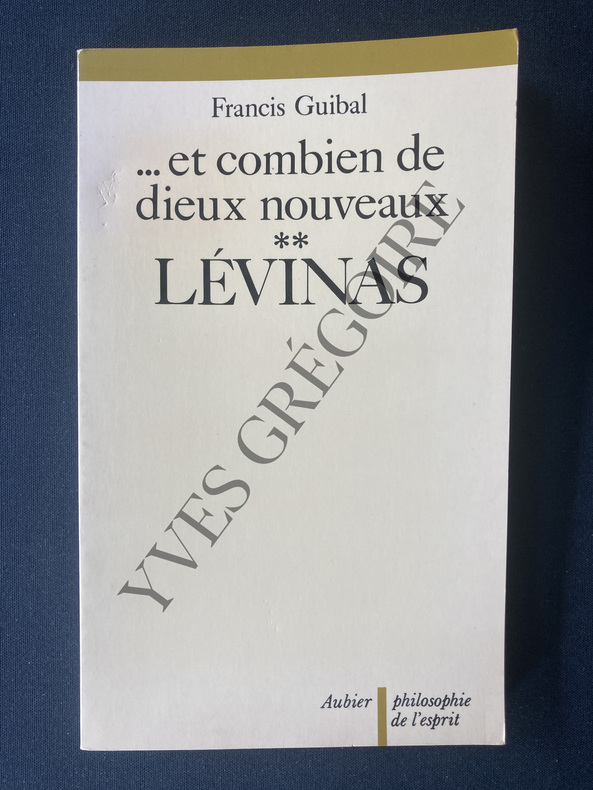 Francis Guibal
... et combien de
dieux nouveaux
**
LÉVINAS
YVES GRÉGOIRE
Aubier
philosophie
de l'esprit